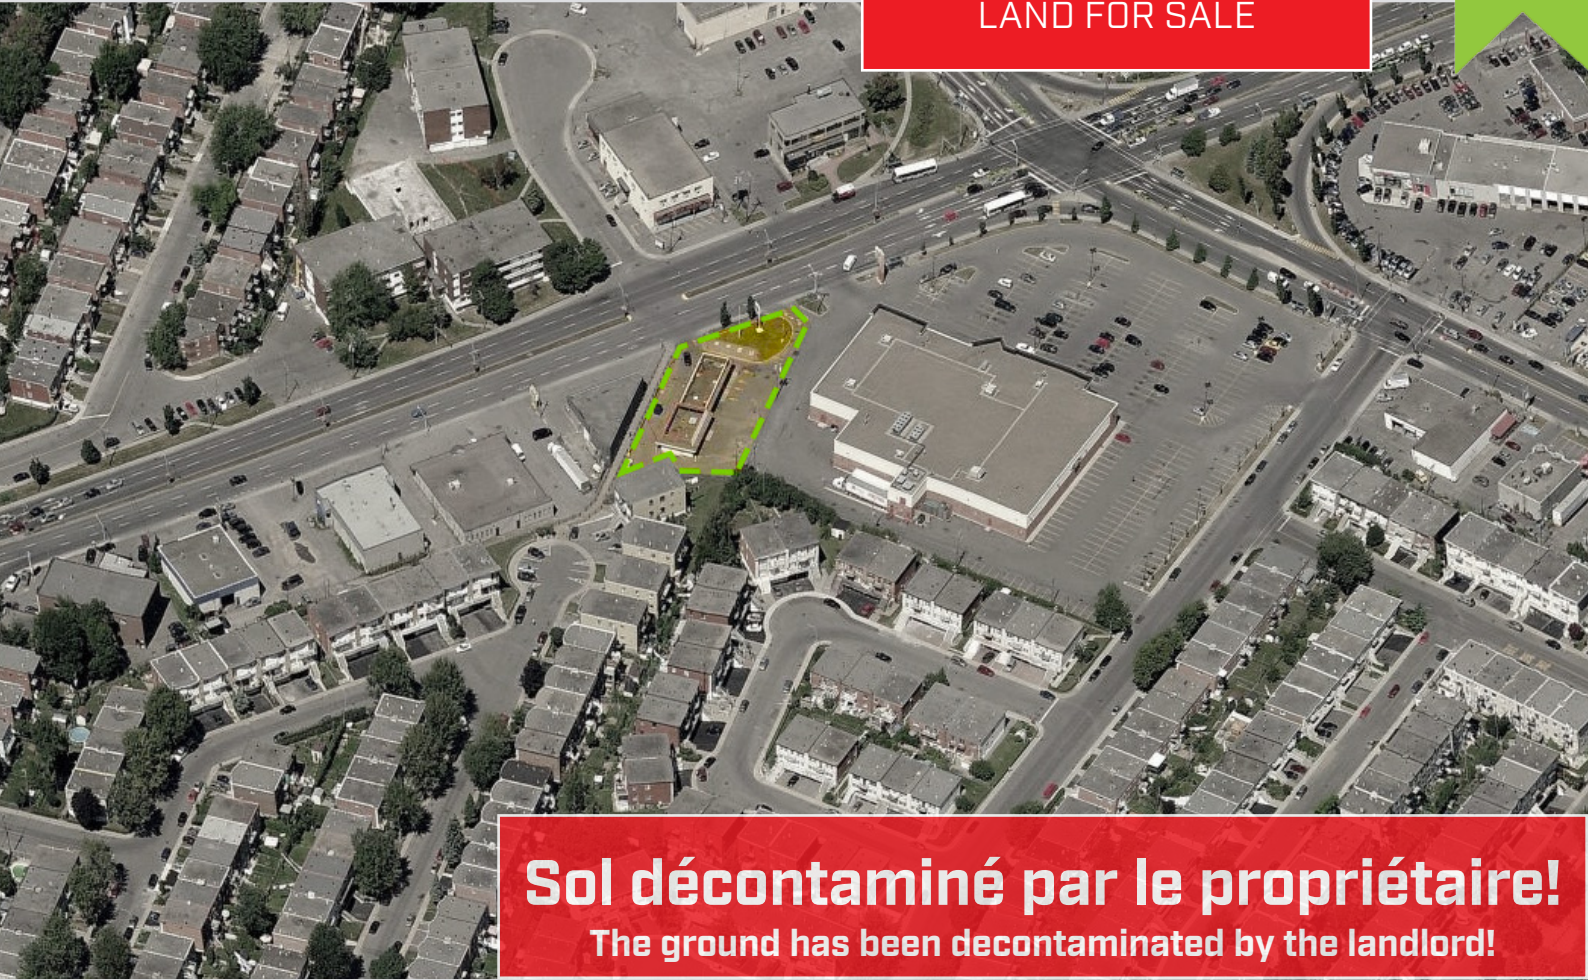 LAND FOR SALE
Sol décontaminé par le propriétaire!
The ground has been decontaminated by the landlord!